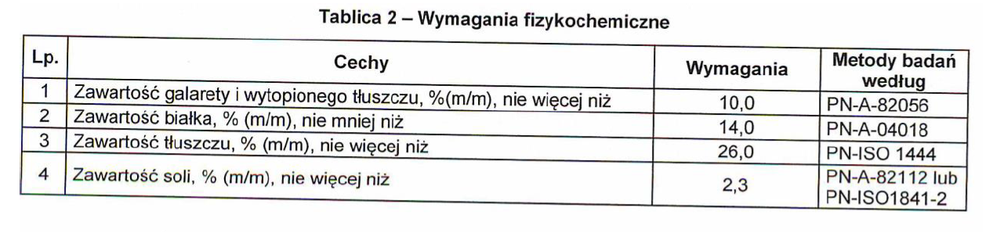 Tablica 2 – Wymagania fizykochemiczne
Lp. Cechy Wymagania Metody badań według
1 Zawartość galarety i wytopionego tłuszczu, %(m/m), nie więcej niż 10,0 PN-A-82056
2 Zawartość białka, % (m/m), nie mniej niż 14,0 PN-A-04018
3 Zawartość tłuszczu, % (m/m), nie więcej niż 26,0 PN-ISO 1444
4 Zawartość soli, % (m/m), nie więcej niż 2,3 PN-A-82112 lub PN-ISO1841-2